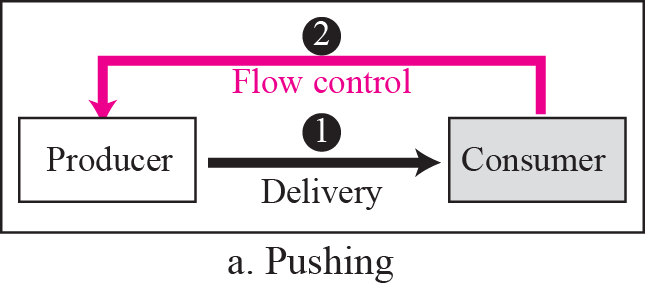 2
Flow control
1
Producer
Consumer
Delivery
a. Pushing